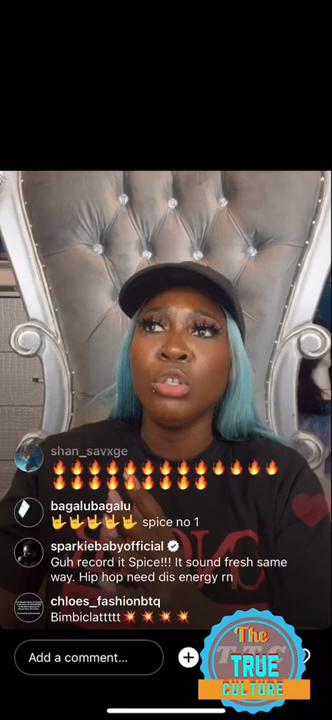 shan_savxge
🔥🔥🔥🔥🔥🔥🔥🔥🔥🔥🔥🔥🔥
🔥🔥🔥🔥🔥🔥🔥🔥🔥
bagalubagalu
🤟🤟🤟🤟🤟 spice no 1
sparkiebabyofficial
Guh record it Spice!!! It sound fresh same
way. Hip hop need dis energy rn
chloes_fashionbtq
Bimbiclattttt💥💥💥💥
Add a comment...
The
TRUE
CULTURE